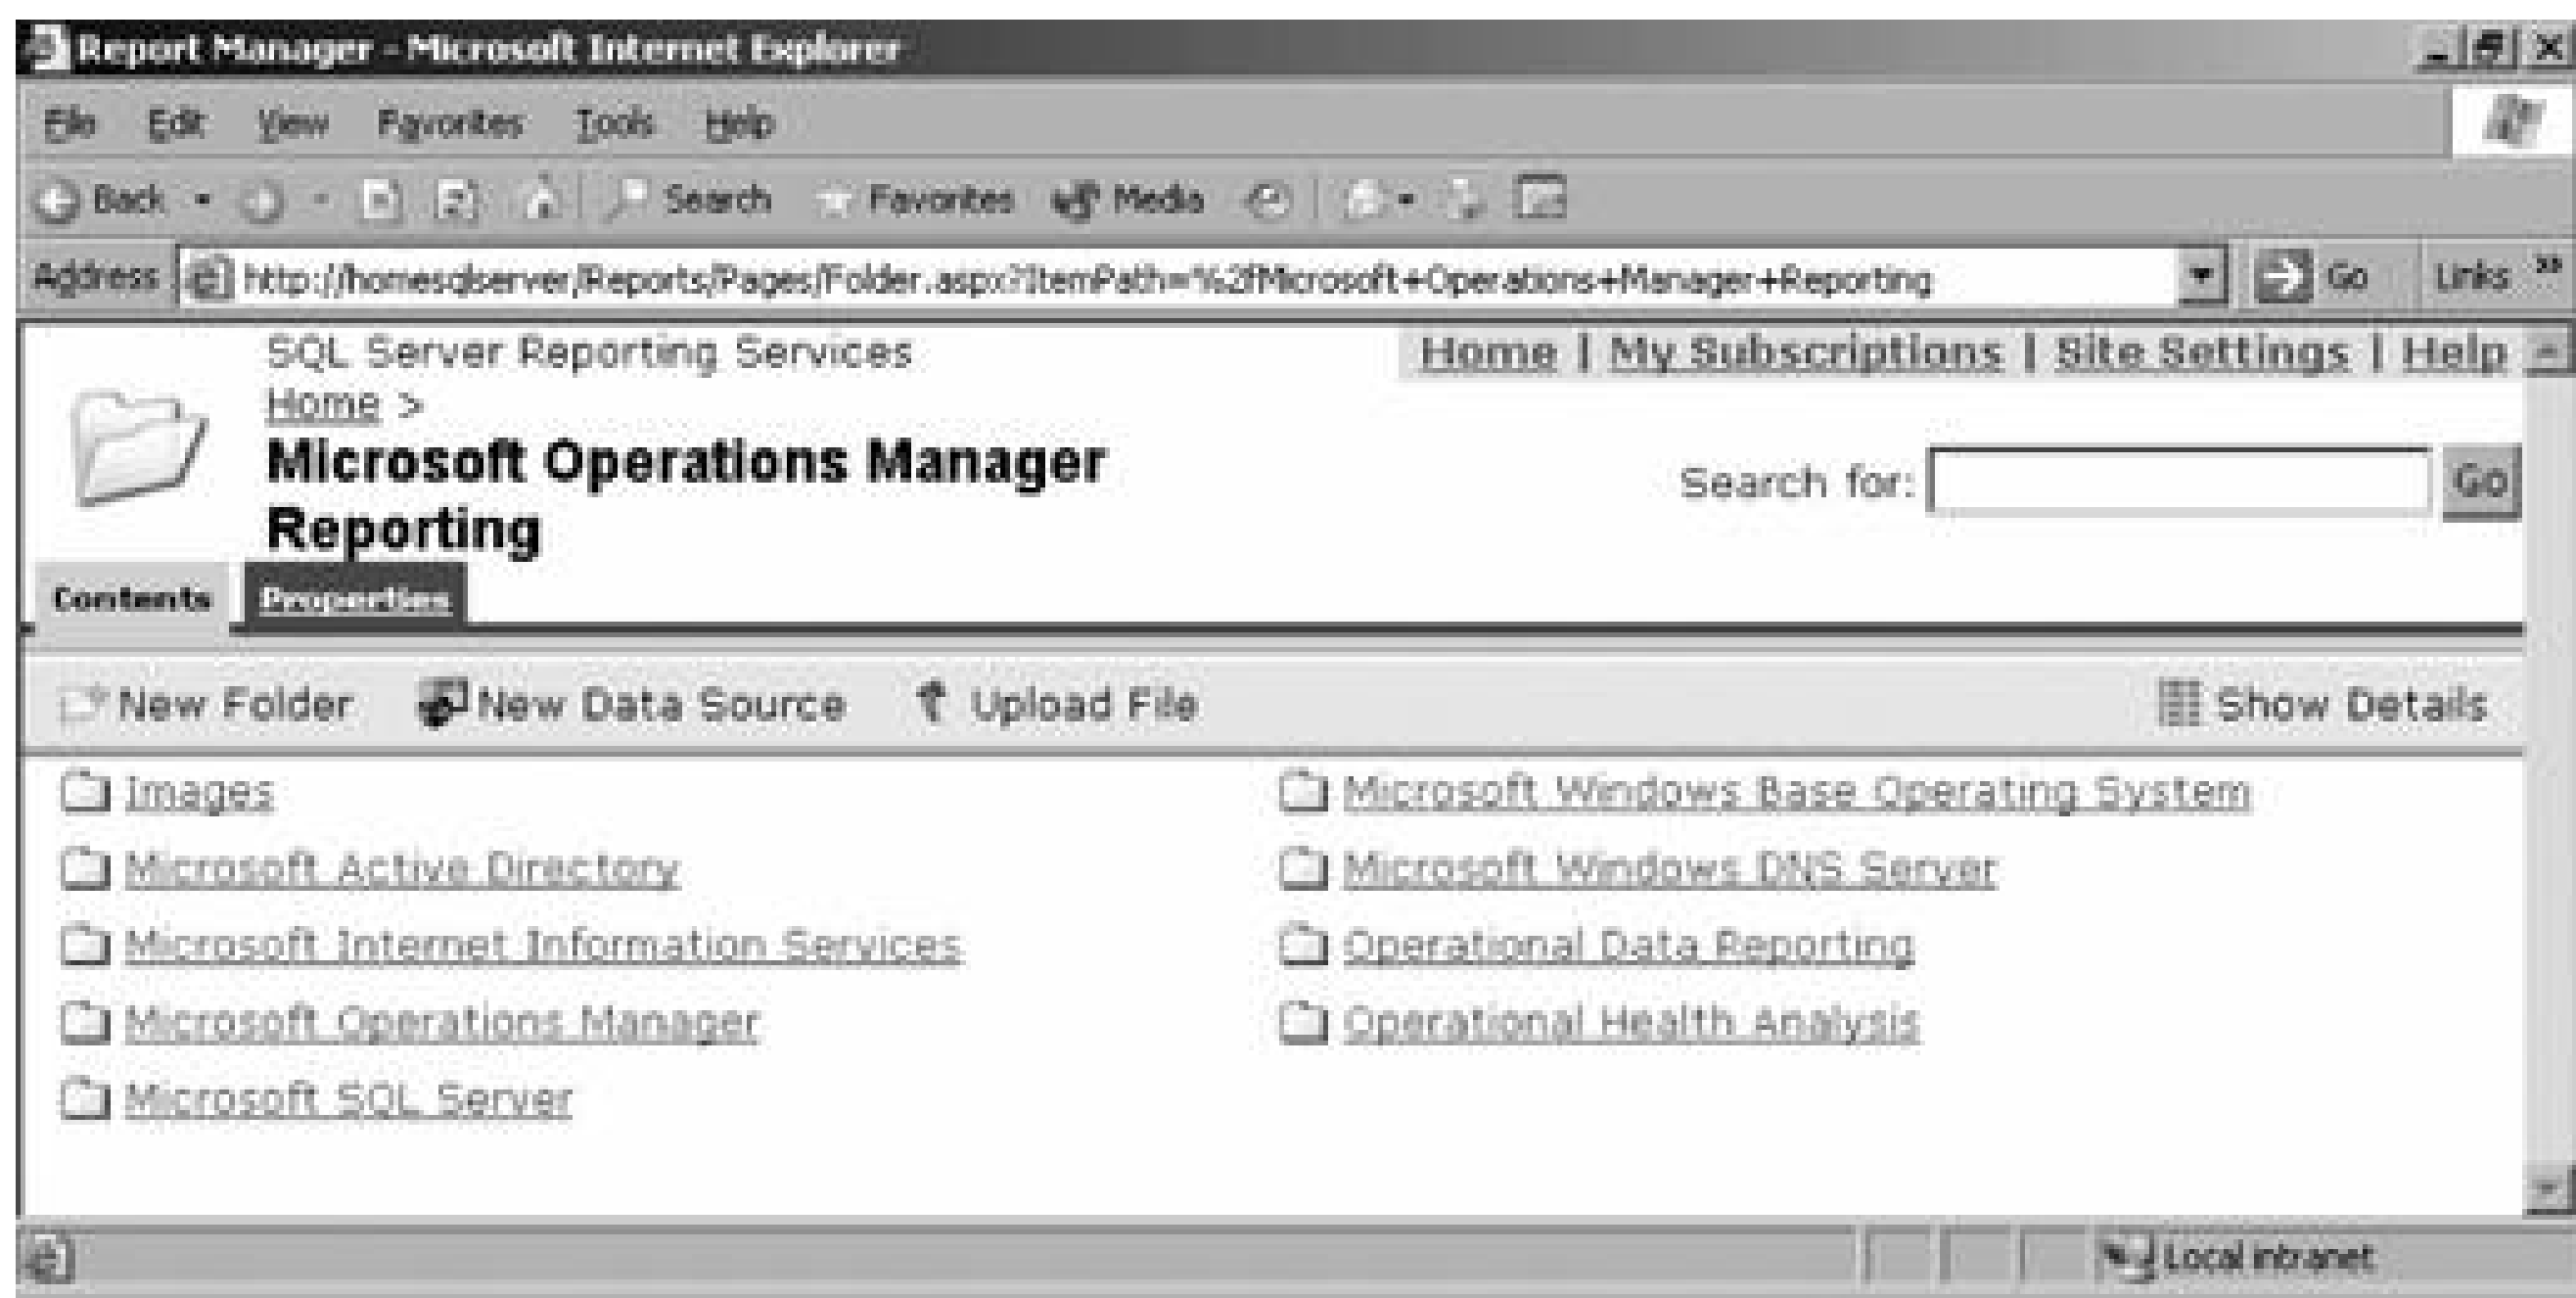 Report Manager - Microsoft Internet Explorer
File Edit View Favorites Tools Help
Back Search Favorites Media
Address http://homesqlserver/Reports/Pages/Folder.aspx?ItemPath=%2fMicrosoft+Operations+Manager+Reporting Go Links »
SQL Server Reporting Services Home | My Subscriptions | Site Settings | Help
Home >
Microsoft Operations Manager
Reporting
Search for: Go
Contents Properties
New Folder New Data Source Upload File Show Details
Images Microsoft Windows Base Operating System
Microsoft Active Directory Microsoft Windows DNS Server
Microsoft Internet Information Services Operational Data Reporting
Microsoft Operations Manager Operational Health Analysis
Microsoft SQL Server
Local intranet